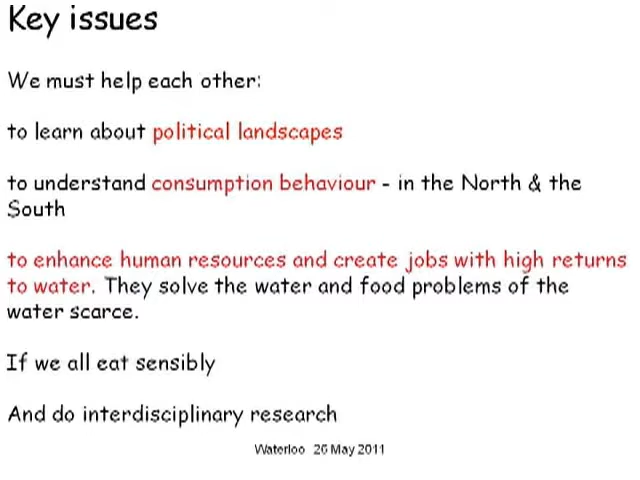 Key issues
We must help each other:
to learn about political landscapes
to understand consumption behaviour - in the North & the
South
to enhance human resources and create jobs with high returns
to water. They solve the water and food problems of the
water scarce.
If we all eat sensibly
And do interdisciplinary research
Waterloo 26 May 2011